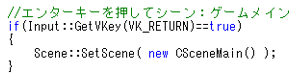 //エンターキーを押してシーン：ゲームメイン
if(Input::GetVKey(VK_RETURN)==true)
{
    Scene::SetScene( new CSceneMain() );
}